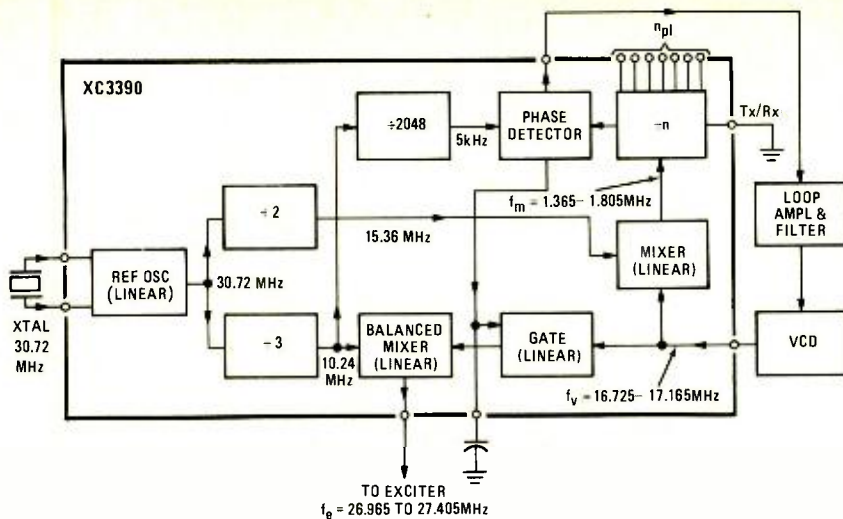 n_pl
XC3390
Tx/Rx
÷2048
5kHz
PHASE
DETECTOR
÷n
f_m = 1.365–1.805MHz
LOOP
AMPL &
FILTER
÷ 2
15.36 MHz
MIXER
(LINEAR)
REF OSC
(LINEAR)
30.72 MHz
XTAL
30.72
MHz
÷ 3
10.24
MHz
BALANCED
MIXER
(LINEAR)
GATE
(LINEAR)
VCD
f_v = 16.725–17.165MHz
TO EXCITER
f_e = 26.965 TO 27.405MHz